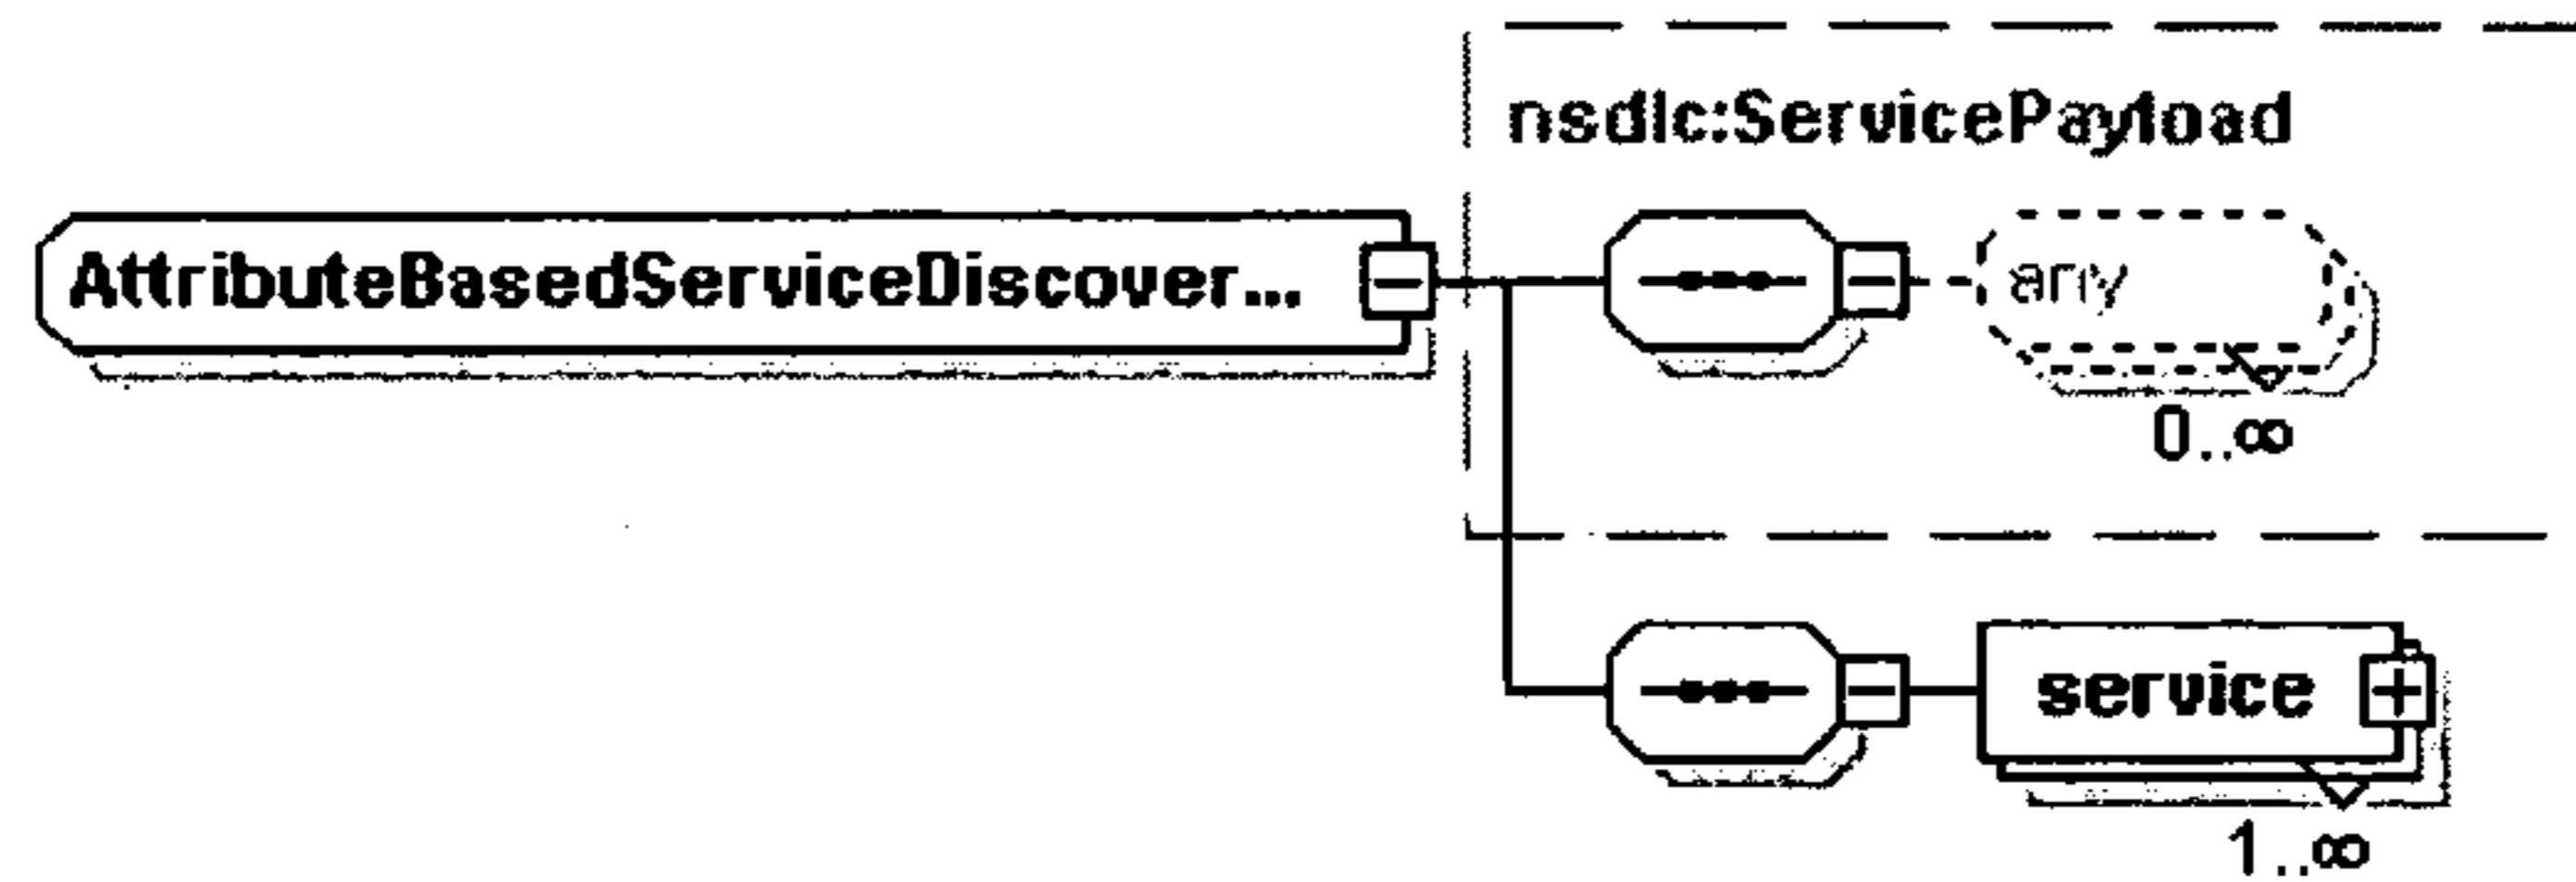 nsdlc:ServicePayload
AttributeBasedServiceDiscover...
any
0..∞
service
1..∞